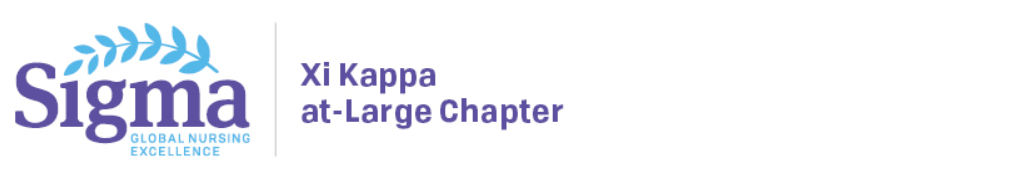 Sigma
GLOBAL NURSING
EXCELLENCE
Xi Kappa
at-Large Chapter